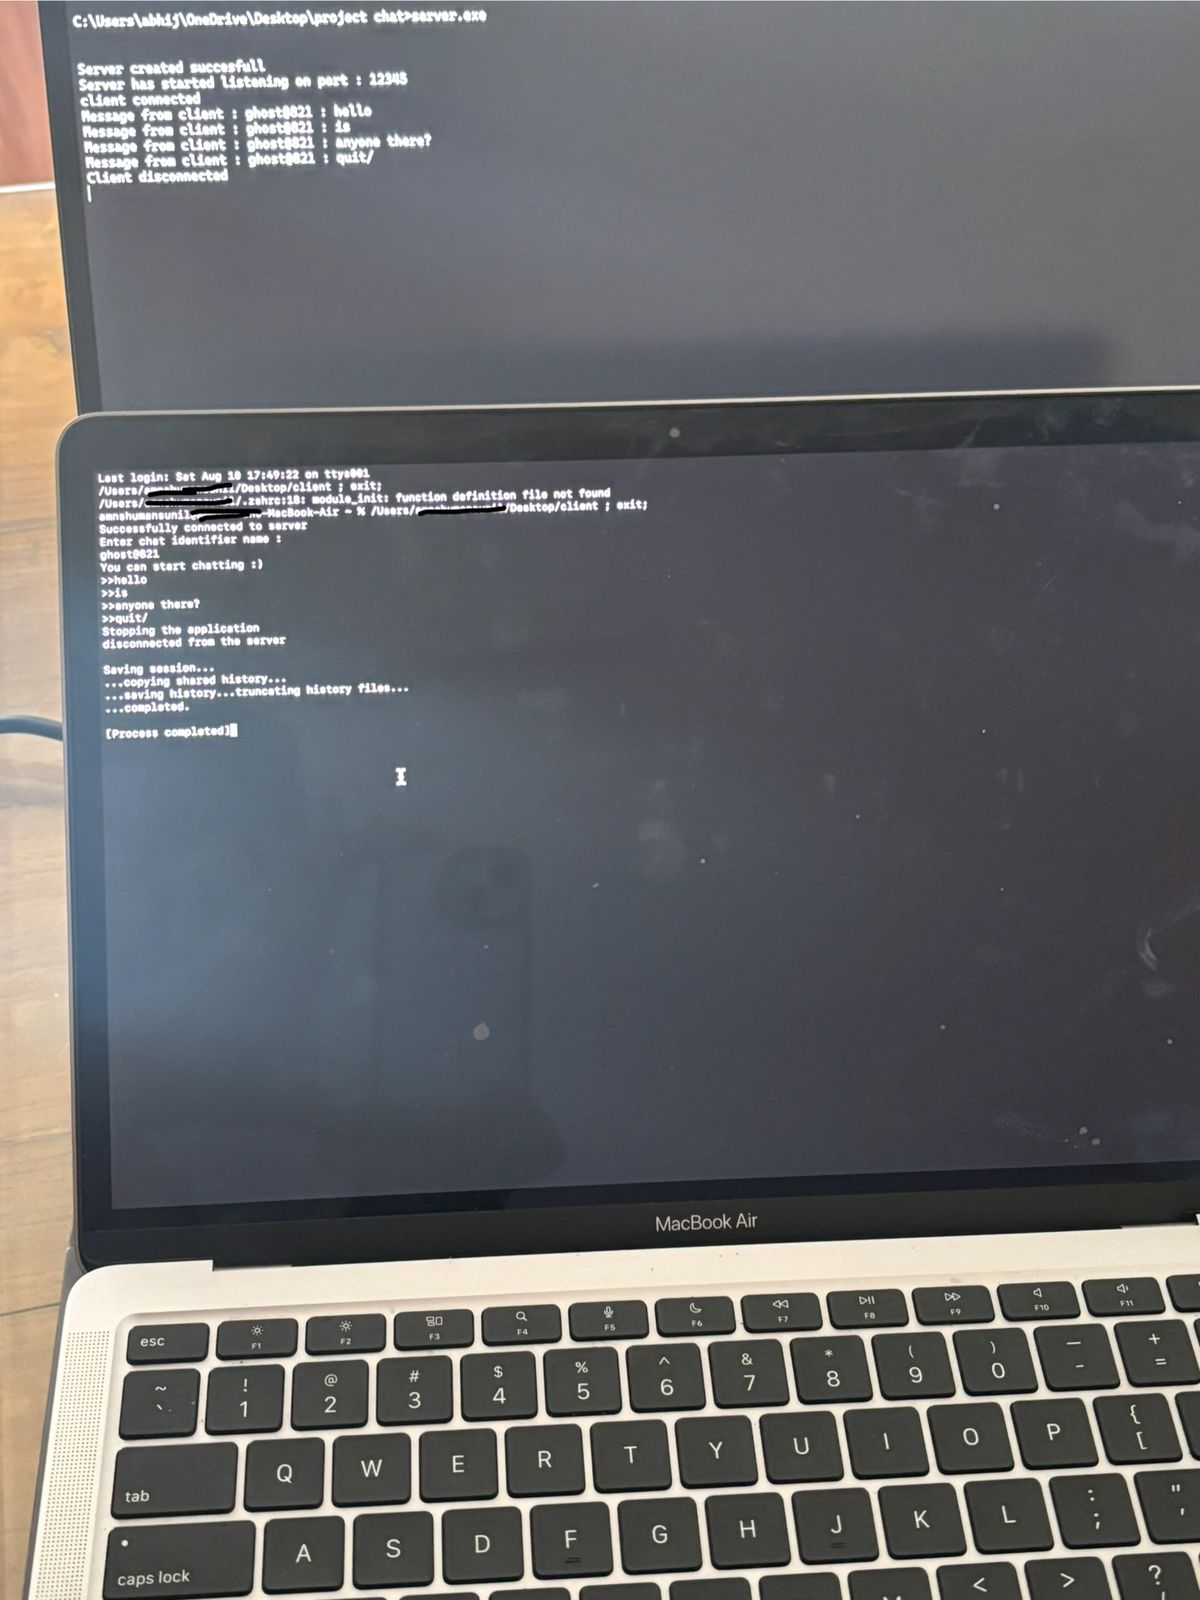 C:\Users\abhij\OneDrive\Desktop\project chat>server.exe
Server created succesfull
Server has started listening on port : 12345
client connected
Message from client : ghost@021 : hello
Message from client : ghost@021 : is
Message from client : ghost@021 : anyone there?
Message from client : ghost@021 : quit/
Client disconnected
Last login: Sat Aug 10 17:49:22 on ttys001
/Users/ /Desktop/client ; exit;
/Users/ /.zshrc:18: module_init: function definition file not found
-MacBook-Air ~ % /Users/ /Desktop/client ; exit;
Successfully connected to server
Enter chat identifier name :
ghost@021
You can start chatting :)
>>hello
>>is
>>anyone there?
>>quit/
Stopping the application
disconnected from the server
Saving session...
...copying shared history...
...saving history...truncating history files...
...completed.
[Process completed]
MacBook Air
esc F1 F2 F3 F4 F5 F6 F7 F8 F9 F10 F11
~ ! @ # $ % ^ & * ( ) — +
` 1 2 3 4 5 6 7 8 9 0 - =
tab Q W E R T Y U I O P { [
caps lock A S D F G H J K L : ; " '
< > ?